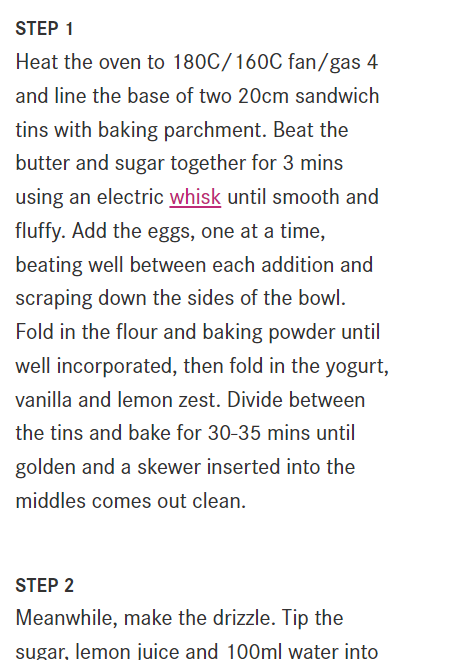 STEP 1
Heat the oven to 180C/160C fan/gas 4
and line the base of two 20cm sandwich
tins with baking parchment. Beat the
butter and sugar together for 3 mins
using an electric whisk until smooth and
fluffy. Add the eggs, one at a time,
beating well between each addition and
scraping down the sides of the bowl.
Fold in the flour and baking powder until
well incorporated, then fold in the yogurt,
vanilla and lemon zest. Divide between
the tins and bake for 30-35 mins until
golden and a skewer inserted into the
middles comes out clean.
STEP 2
Meanwhile, make the drizzle. Tip the
sugar, lemon juice and 100ml water into